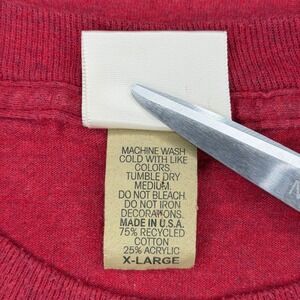 MACHINE WASH
COLD WITH LIKE
COLORS.
TUMBLE DRY
MEDIUM.
DO NOT BLEACH.
DO NOT IRON
DECORATIONS.
MADE IN U.S.A.
75% RECYCLED
COTTON
25% ACRYLIC
X-LARGE